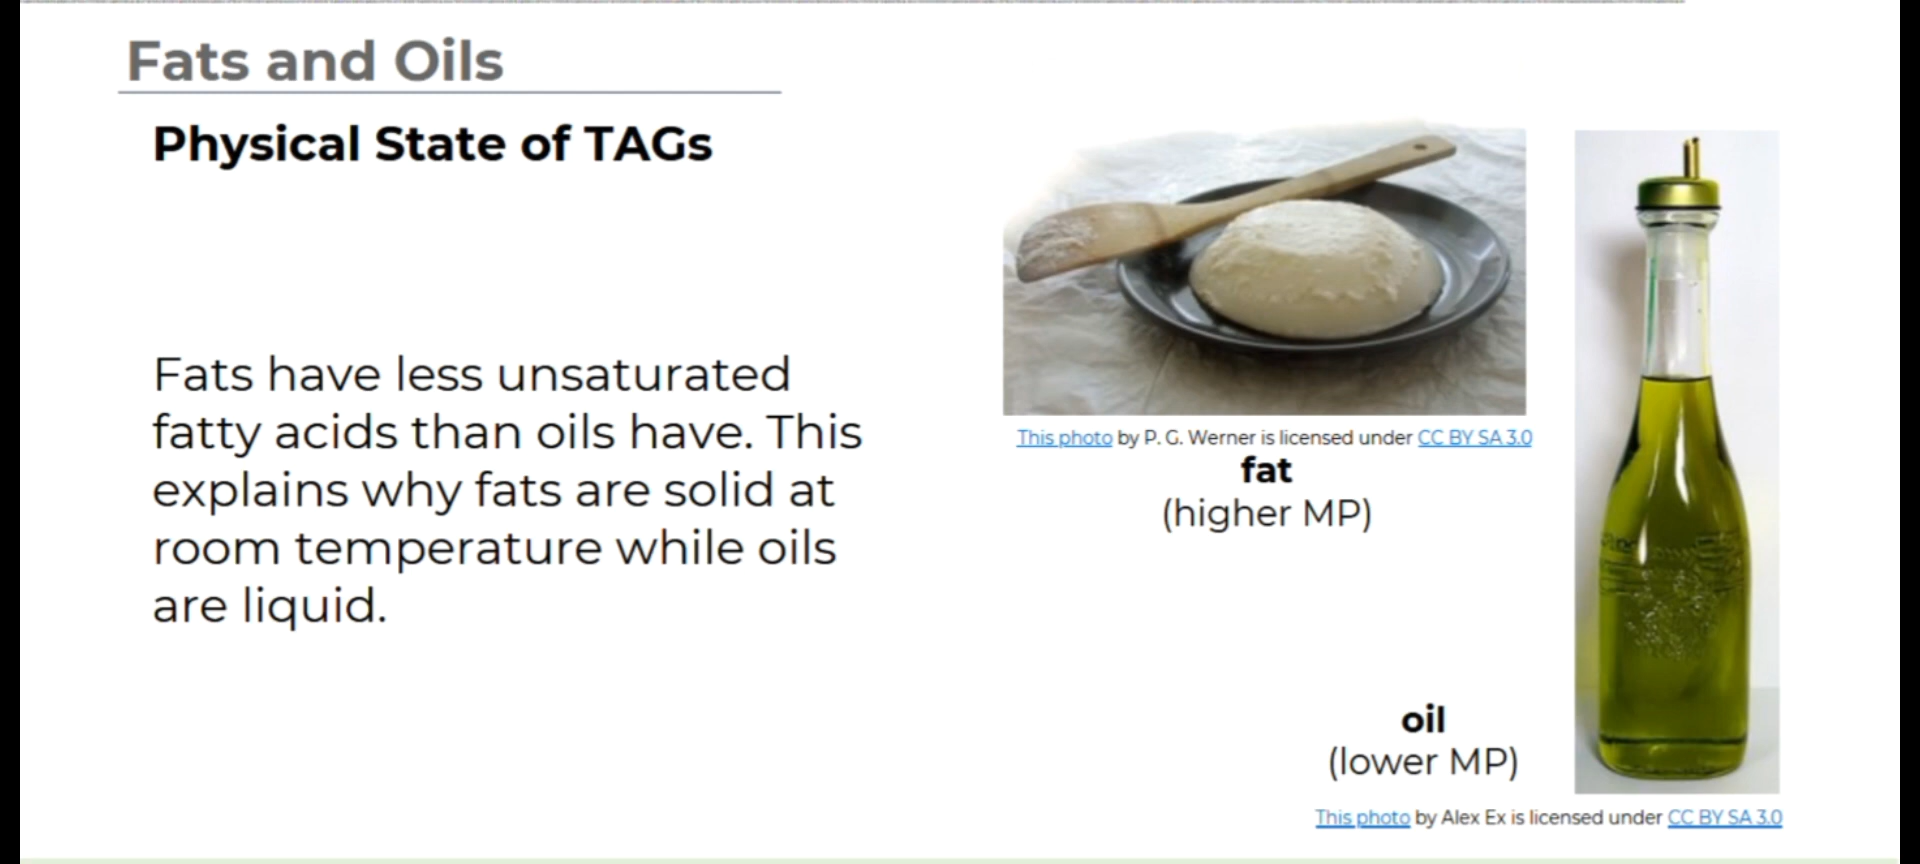 Fats and Oils
Physical State of TAGs
Fats have less unsaturated
fatty acids than oils have. This
explains why fats are solid at
room temperature while oils
are liquid.
This photo by P. G. Werner is licensed under CC BY SA 3.0
fat
(higher MP)
oil
(lower MP)
This photo by Alex Ex is licensed under CC BY SA 3.0